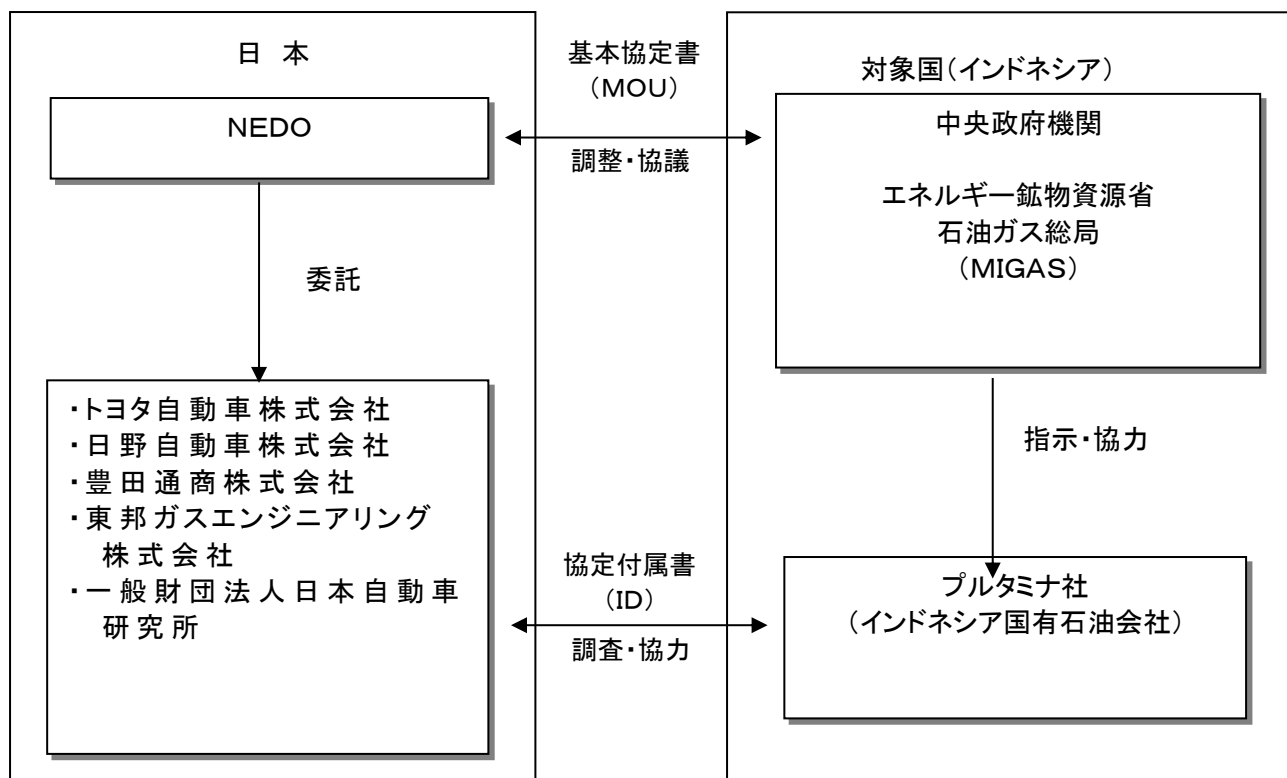 日 本
NEDO
委託
・トヨタ自動車株式会社
・日野自動車株式会社
・豊田通商株式会社
・東邦ガスエンジニアリング
株式会社
・一般財団法人日本自動車
研究所
基本協定書
(MOU)
調整・協議
協定付属書
(ID)
調査・協力
対象国(インドネシア)
中央政府機関
エネルギー鉱物資源省
石油ガス総局
(MIGAS)
指示・協力
プルタミナ社
(インドネシア国有石油会社)